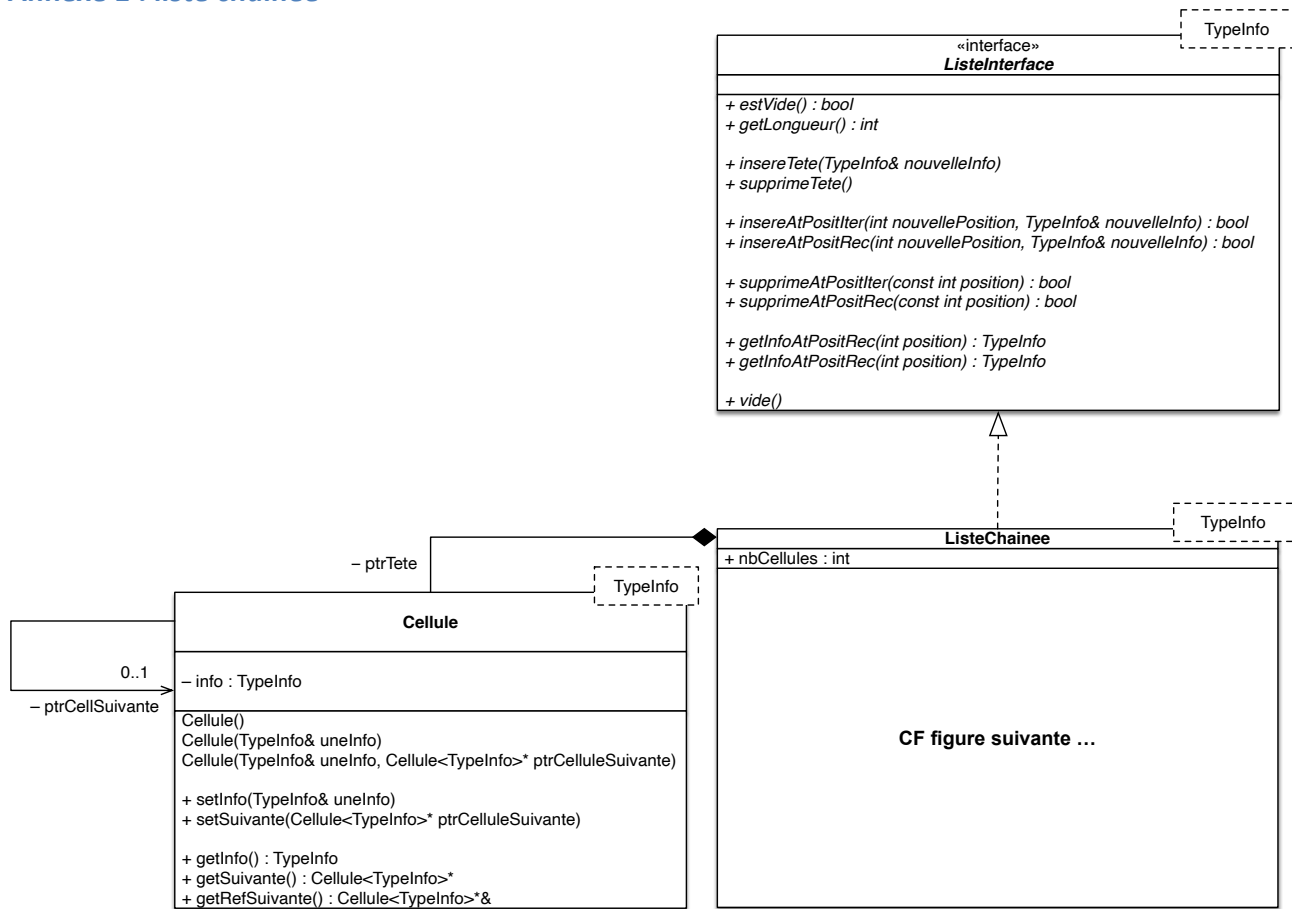 Annexe 1 : liste chaînée
TypeInfo
«interface»
ListeInterface
+ estVide() : bool
+ getLongueur() : int
+ insereTete(TypeInfo& nouvelleInfo)
+ supprimeTete()
+ insereAtPositIter(int nouvellePosition, TypeInfo& nouvelleInfo) : bool
+ insereAtPositRec(int nouvellePosition, TypeInfo& nouvelleInfo) : bool
+ supprimeAtPositIter(const int position) : bool
+ supprimeAtPositRec(const int position) : bool
+ getInfoAtPositRec(int position) : TypeInfo
+ getInfoAtPositRec(int position) : TypeInfo
+ vide()
TypeInfo
ListeChainee
+ nbCellules : int
CF figure suivante ...
– ptrTete
TypeInfo
Cellule
0..1
– ptrCellSuivante
– info : TypeInfo
Cellule()
Cellule(TypeInfo& uneInfo)
Cellule(TypeInfo& uneInfo, Cellule<TypeInfo>* ptrCelluleSuivante)
+ setInfo(TypeInfo& uneInfo)
+ setSuivante(Cellule<TypeInfo>* ptrCelluleSuivante)
+ getInfo() : TypeInfo
+ getSuivante() : Cellule<TypeInfo>*
+ getRefSuivante() : Cellule<TypeInfo>*&